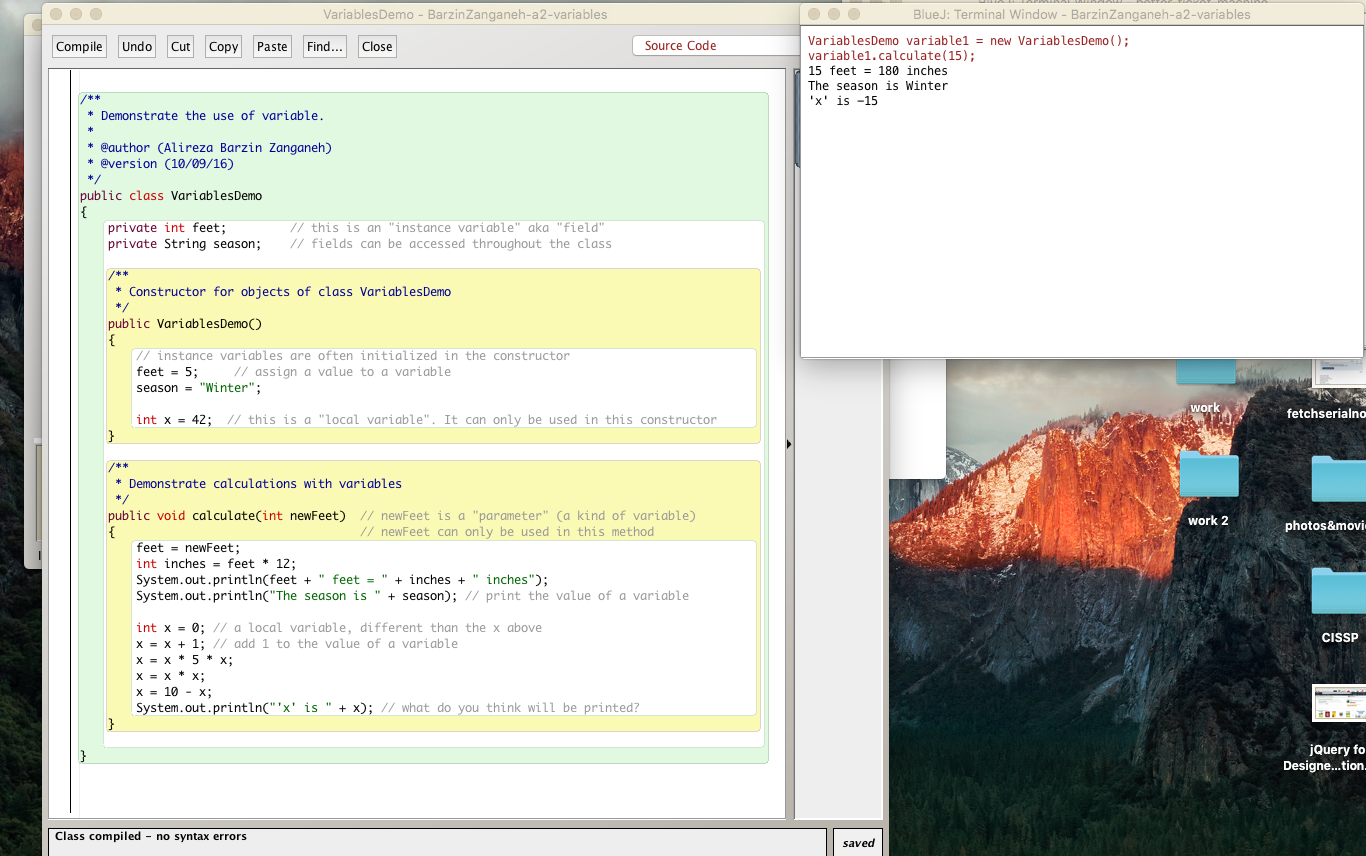 VariablesDemo - BarzinZanganeh-a2-variables
Compile Undo Cut Copy Paste Find... Close
Source Code
/**
 * Demonstrate the use of variable.
 *
 * @author (Alireza Barzin Zanganeh)
 * @version (10/09/16)
 */
public class VariablesDemo
{
    private int feet;         // this is an "instance variable" aka "field"
    private String season;    // fields can be accessed throughout the class
    /**
     * Constructor for objects of class VariablesDemo
     */
    public VariablesDemo()
    {
        // instance variables are often initialized in the constructor
        feet = 5;     // assign a value to a variable
        season = "Winter";
        int x = 42;  // this is a "local variable". It can only be used in this constructor
    }
    /**
     * Demonstrate calculations with variables
     */
    public void calculate(int newFeet)  // newFeet is a "parameter" (a kind of variable)
    {                                   // newFeet can only be used in this method
        feet = newFeet;
        int inches = feet * 12;
        System.out.println(feet + " feet = " + inches + " inches");
        System.out.println("The season is " + season); // print the value of a variable
        int x = 0; // a local variable, different than the x above
        x = x + 1; // add 1 to the value of a variable
        x = x * 5 * x;
        x = x * x;
        x = 10 - x;
        System.out.println("'x' is " + x); // what do you think will be printed?
    }
}
Class compiled - no syntax errors
saved
BlueJ: Terminal Window - BarzinZanganeh-a2-variables
VariablesDemo variable1 = new VariablesDemo();
variable1.calculate(15);
15 feet = 180 inches
The season is Winter
'x' is -15
work
fetchserialno
work 2
photos&movi
CISSP
jQuery fo
Designe...tion.